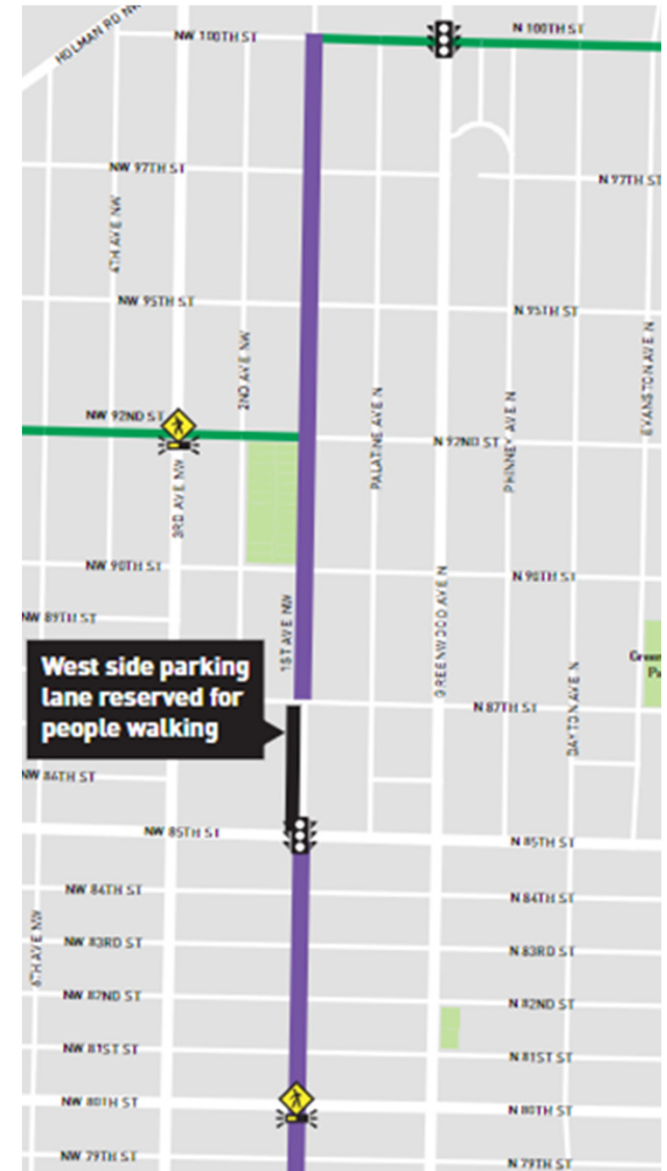 HOLMAN RD NW
NW 100TH ST
N 100TH ST
NW 97TH ST
N 97TH ST
4TH AVE NW
NW 95TH ST
N 95TH ST
2ND AVE NW
EVANSTON AVE N
PALATINE AVE N
PHINNEY AVE N
NW 92ND ST
N 92ND ST
3RD AVE NW
NW 90TH ST
N 90TH ST
GREENWOOD AVE N
1ST AVE NW
NW 89TH ST
West side parking
lane reserved for
people walking
Green
Pa
N 87TH ST
DAYTON AVE N
NW 86TH ST
NW 85TH ST
N 85TH ST
NW 84TH ST
N 84TH ST
6TH AVE NW
NW 83RD ST
N 83RD ST
NW 82ND ST
N 82ND ST
NW 81ST ST
N 81ST ST
NW 80TH ST
N 80TH ST
NW 79TH ST
N 79TH ST